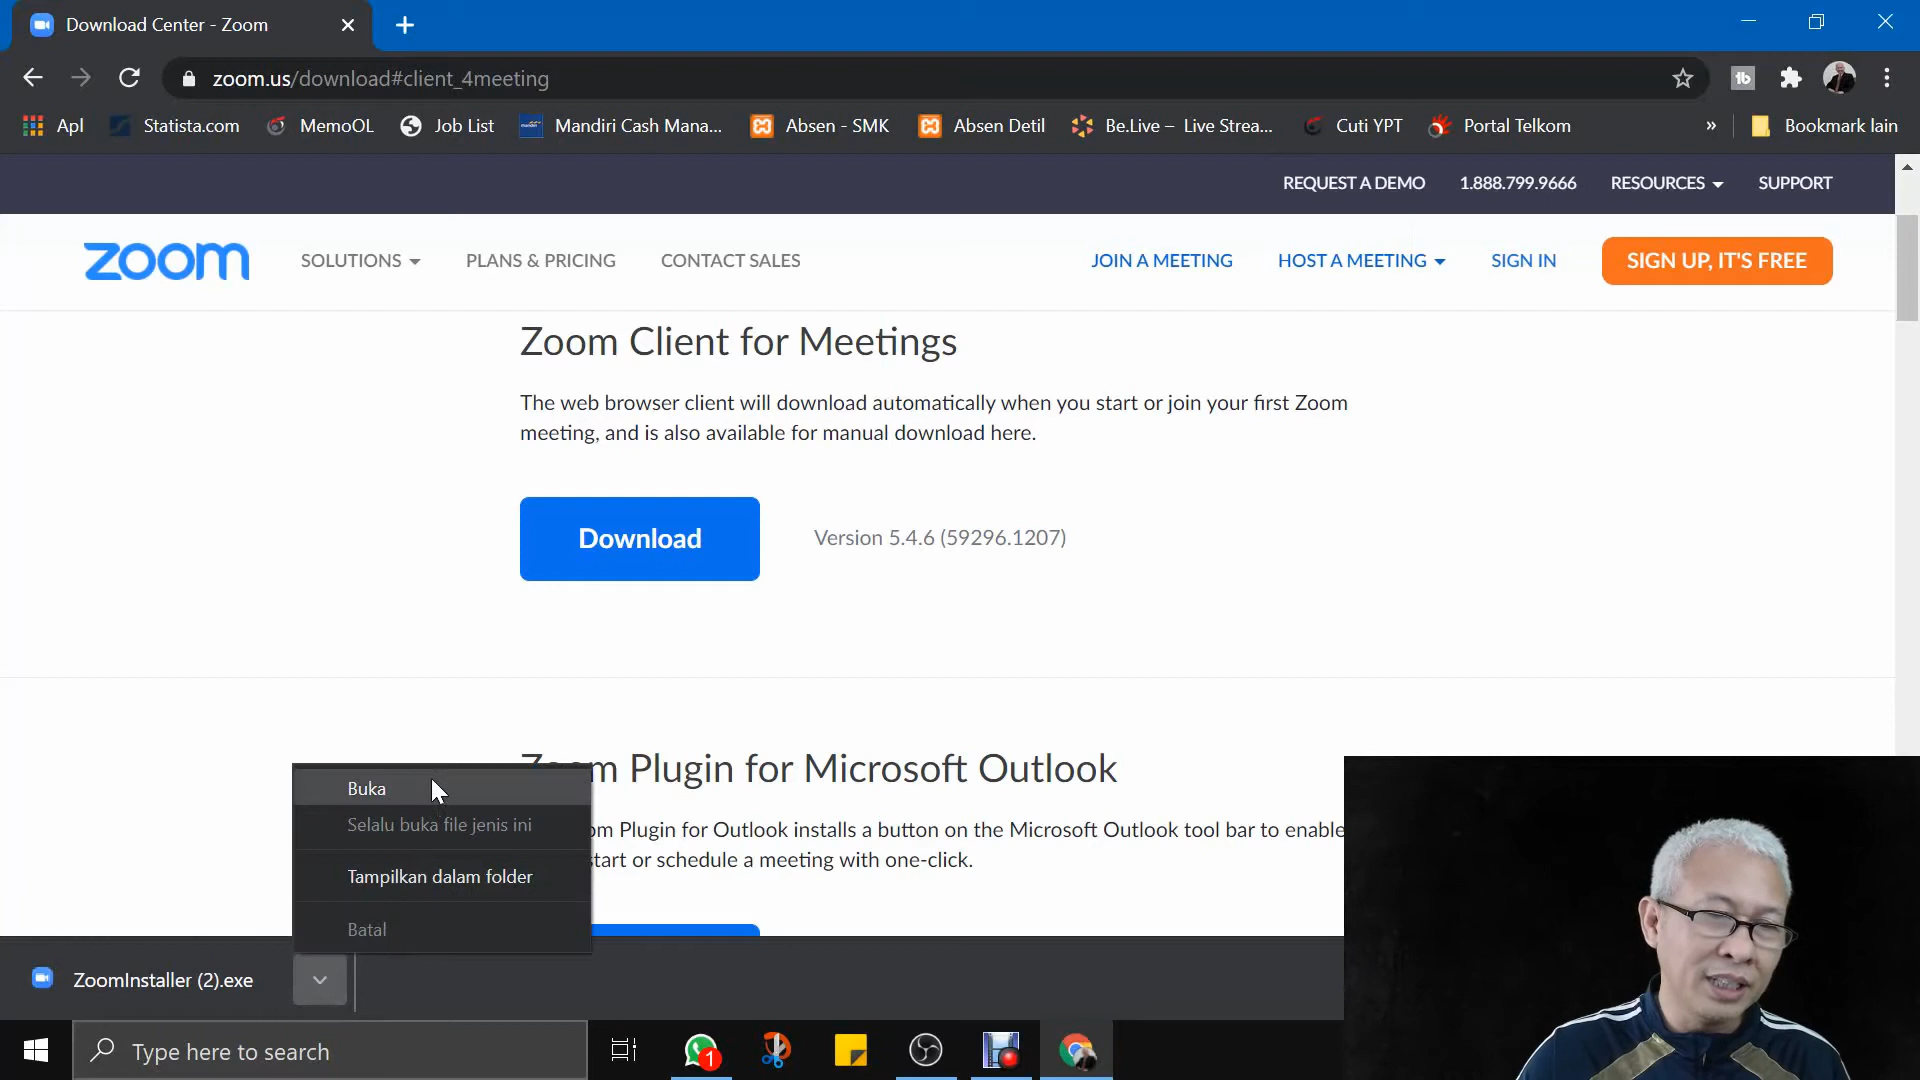 Download Center - Zoom
zoom.us/download#client_4meeting
Apl Statista.com MemoOL Job List Mandiri Cash Mana... Absen - SMK Absen Detil Be.Live – Live Strea... Cuti YPT Portal Telkom » Bookmark lain
REQUEST A DEMO 1.888.799.9666 RESOURCES SUPPORT
zoom SOLUTIONS PLANS & PRICING CONTACT SALES JOIN A MEETING HOST A MEETING SIGN IN SIGN UP, IT'S FREE
Zoom Client for Meetings
The web browser client will download automatically when you start or join your first Zoom
meeting, and is also available for manual download here.
Download Version 5.4.6 (59296.1207)
Plugin for Microsoft Outlook
Plugin for Outlook installs a button on the Microsoft Outlook tool bar to enable
start or schedule a meeting with one-click.
Buka
Selalu buka file jenis ini
Tampilkan dalam folder
Batal
ZoomInstaller (2).exe
Type here to search
1